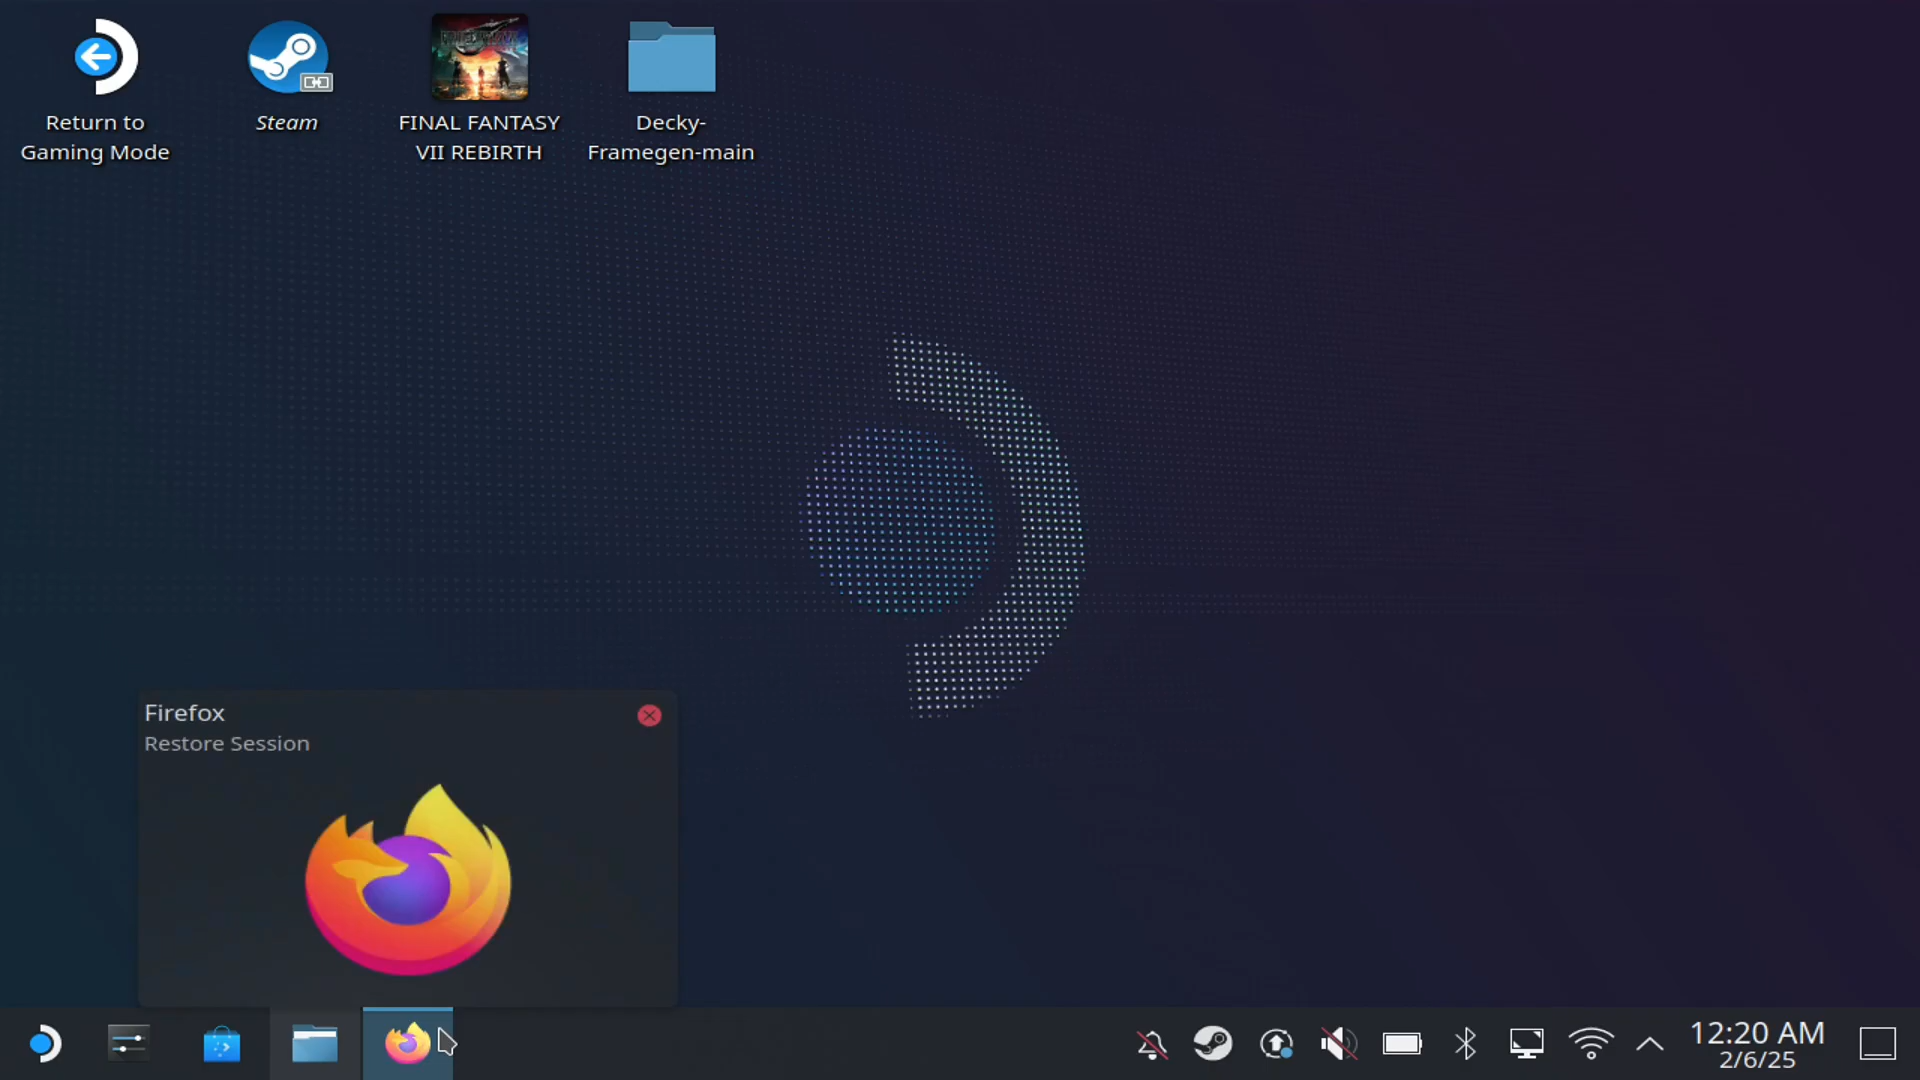 Return to
Gaming Mode
Steam
FINAL FANTASY
VII REBIRTH
Decky-
Framegen-main
Firefox
Restore Session
12:20 AM
2/6/25